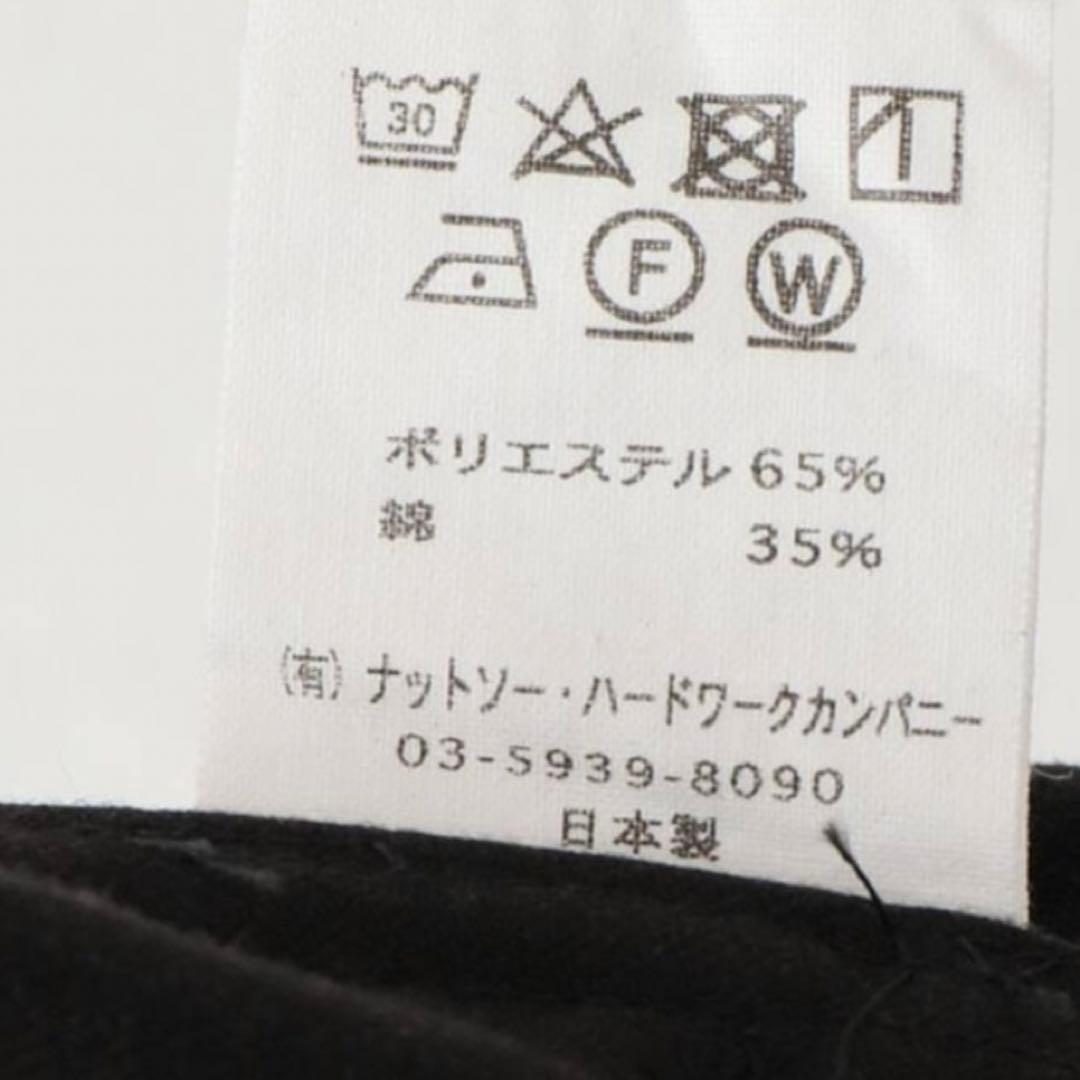 30
F W
ポリエステル 65%
綿 35%
(有) ナットソー・ハードワークカンパニー
03-5939-8090
日本製